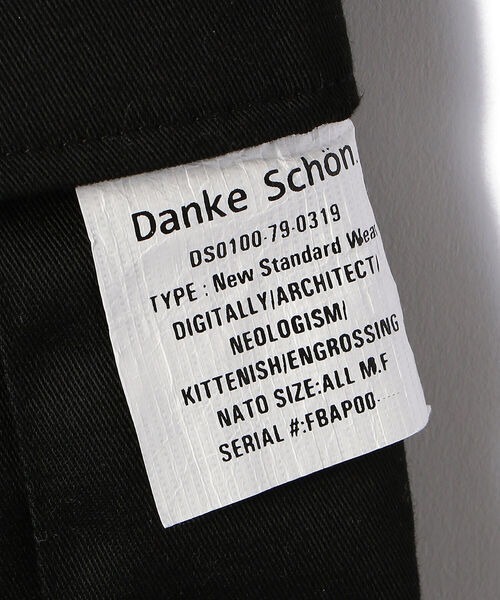 Danke Schön.
DS0100-79-0319
TYPE : New Standard Wear
DIGITALLY/ARCHITECT/
NEOLOGISM/
KITTENISH/ENGROSSING
NATO SIZE:ALL M.F
SERIAL #:FBAP00-